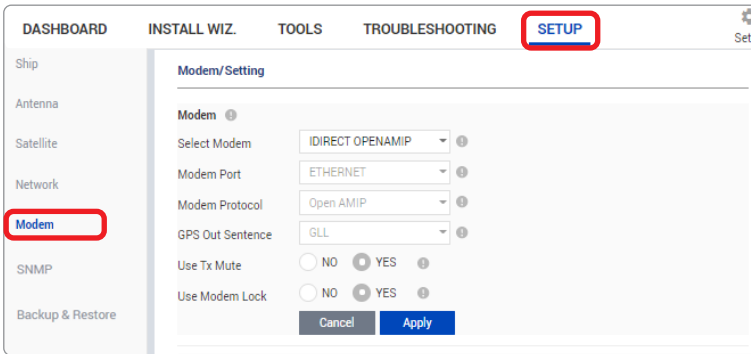 DASHBOARD INSTALL WIZ. TOOLS TROUBLESHOOTING SETUP
Set
Ship
Antenna
Satellite
Network
Modem
SNMP
Backup & Restore
Modem/Setting
Modem
Select Modem IDIRECT OPENAMIP
Modem Port ETHERNET
Modem Protocol Open AMIP
GPS Out Sentence GLL
Use Tx Mute NO YES
Use Modem Lock NO YES
Cancel Apply